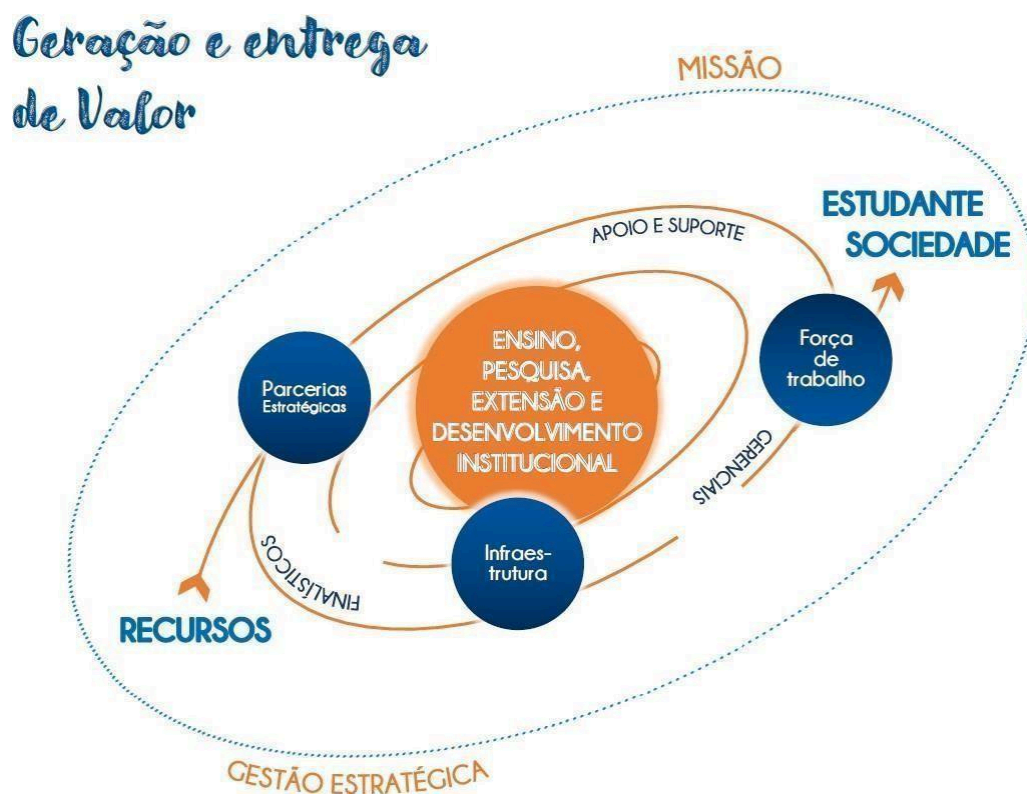 Geração e entrega
de Valor
MISSÃO
ESTUDANTE
SOCIEDADE
APOIO E SUPORTE
Força
de
trabalho
ENSINO,
PESQUISA,
EXTENSÃO E
DESENVOLVIMENTO
INSTITUCIONAL
Parcerias
Estratégicas
GERENCIAIS
Infraes-
trutura
FINALÍSTICOS
RECURSOS
GESTÃO ESTRATÉGICA